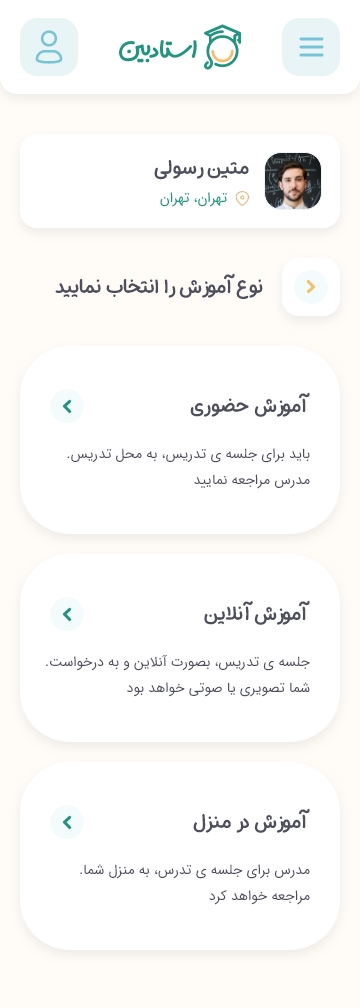 استادبین
متین رسولی
تهران، تهران
نوع آموزش را انتخاب نمایید
آموزش حضوری
باید برای جلسه ی تدریس، به محل تدریس.
مدرس مراجعه نمایید
آموزش آنلاین
جلسه ی تدریس، بصورت آنلاین و به درخواست.
شما تصویری یا صوتی خواهد بود
آموزش در منزل
مدرس برای جلسه ی تدرس، به منزل شما.
مراجعه خواهد کرد